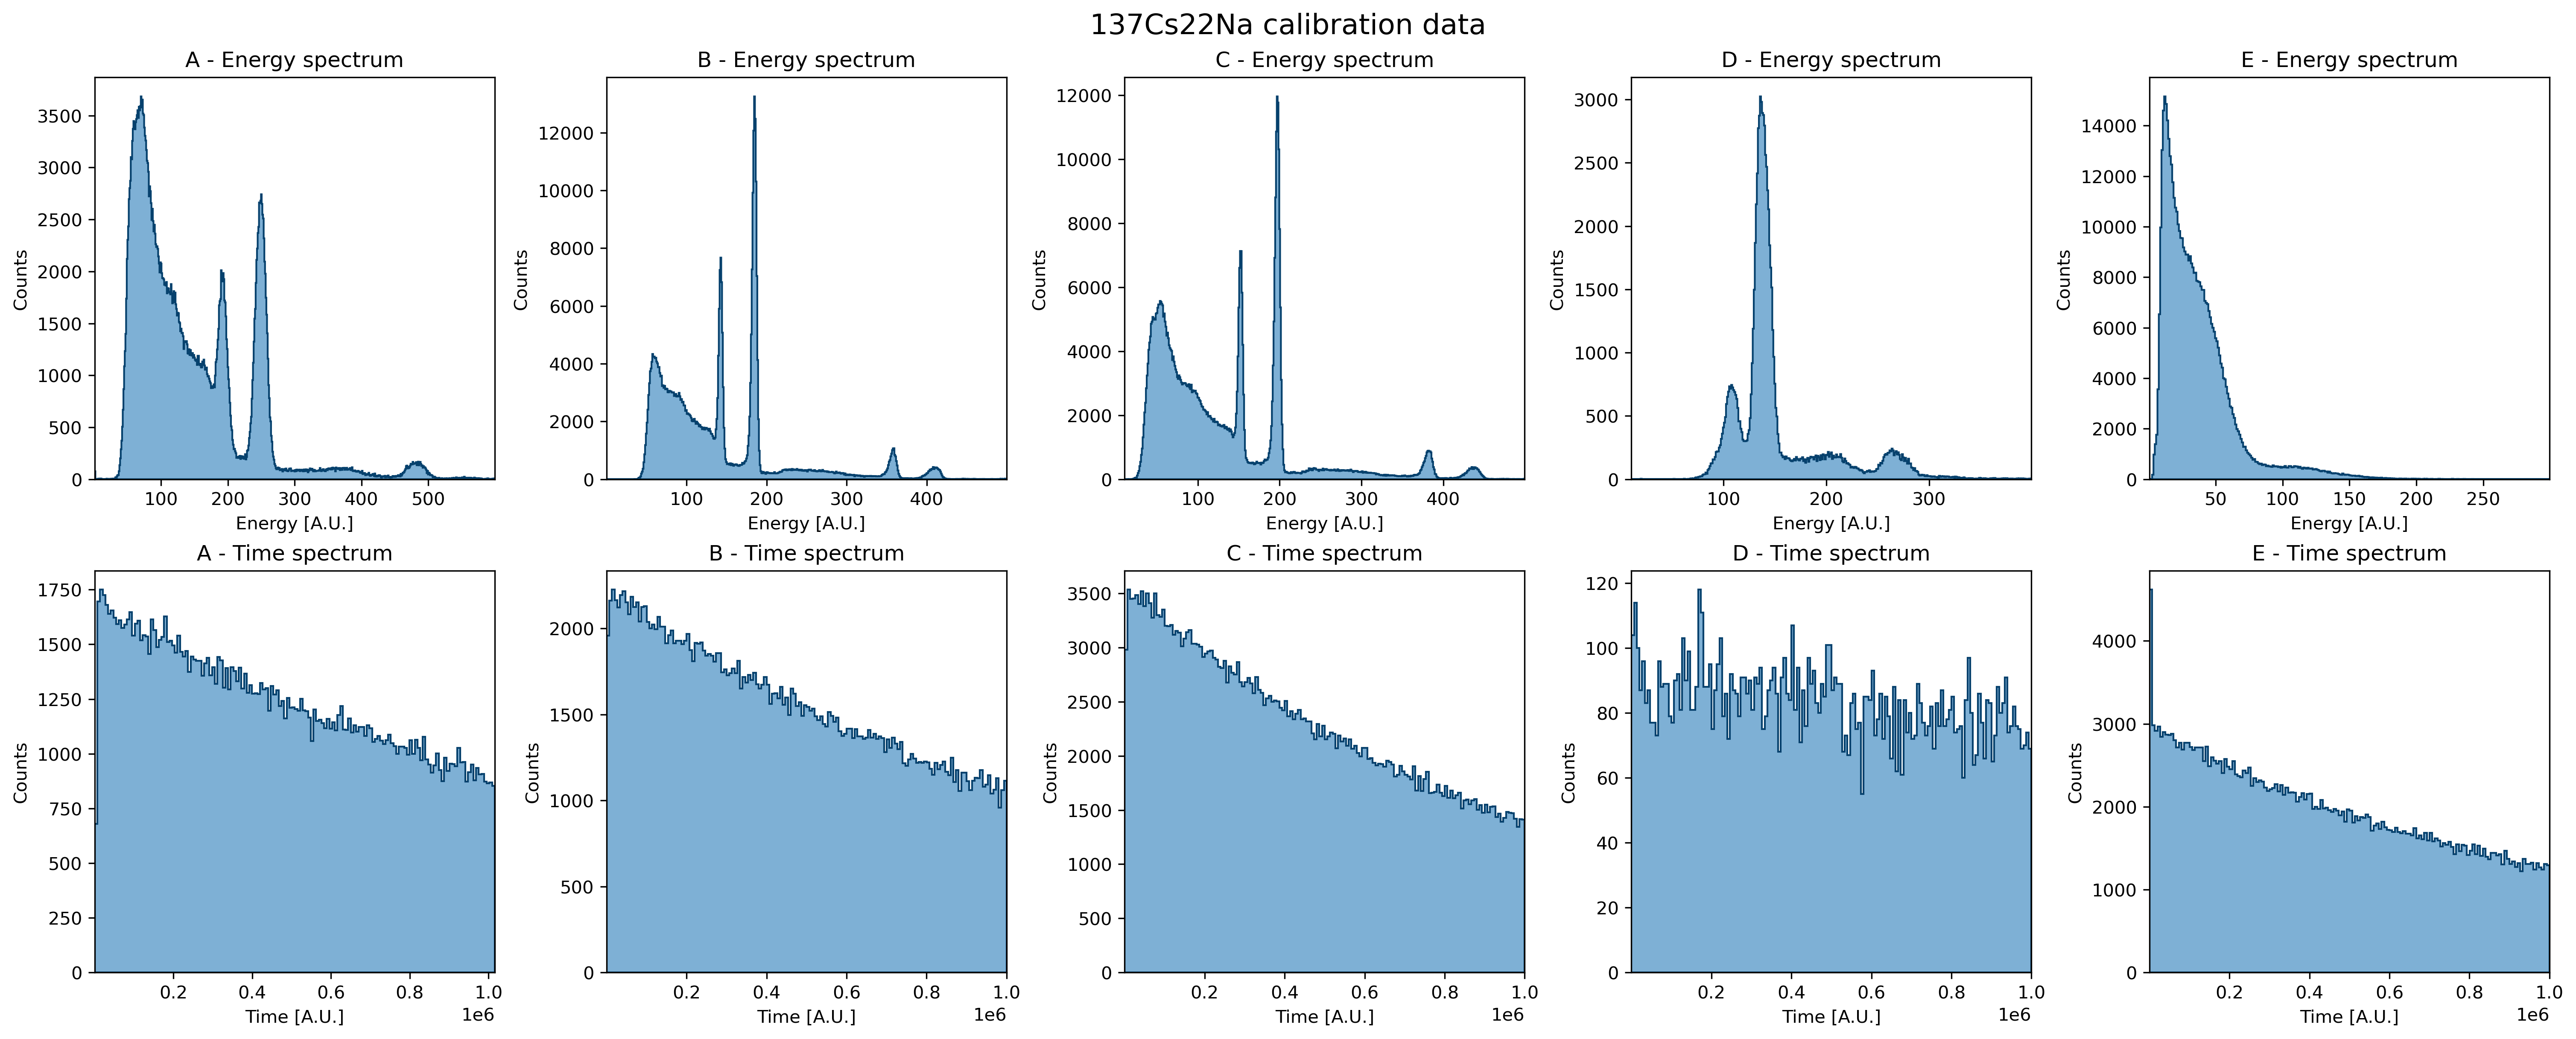 137Cs22Na calibration data
A - Energy spectrum
B - Energy spectrum
C - Energy spectrum
D - Energy spectrum
E - Energy spectrum
Counts
0
500
1000
1500
2000
2500
3000
3500
100 200 300 400 500
Energy [A.U.]
Counts
0
2000
4000
6000
8000
10000
12000
100 200 300 400
Energy [A.U.]
Counts
0
2000
4000
6000
8000
10000
12000
100 200 300 400
Energy [A.U.]
Counts
0
500
1000
1500
2000
2500
3000
100 200 300
Energy [A.U.]
Counts
0
2000
4000
6000
8000
10000
12000
14000
50 100 150 200 250
Energy [A.U.]
A - Time spectrum
B - Time spectrum
C - Time spectrum
D - Time spectrum
E - Time spectrum
Counts
0
250
500
750
1000
1250
1500
1750
0.2 0.4 0.6 0.8 1.0
Time [A.U.]
1e6
Counts
0
500
1000
1500
2000
0.2 0.4 0.6 0.8 1.0
Time [A.U.]
1e6
Counts
0
500
1000
1500
2000
2500
3000
3500
0.2 0.4 0.6 0.8 1.0
Time [A.U.]
1e6
Counts
0
20
40
60
80
100
120
0.2 0.4 0.6 0.8 1.0
Time [A.U.]
1e6
Counts
0
1000
2000
3000
4000
0.2 0.4 0.6 0.8 1.0
Time [A.U.]
1e6